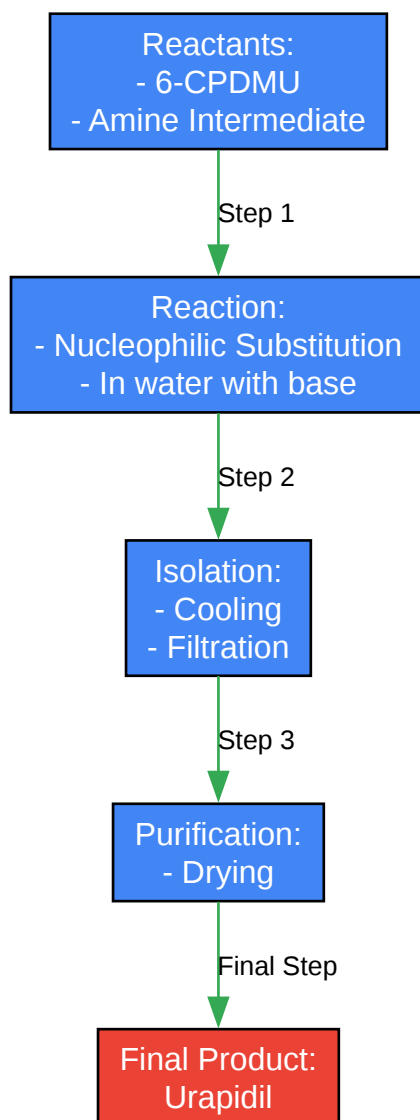 Reactants:
- 6-CPDMU
- Amine Intermediate
Step 1
Reaction:
- Nucleophilic Substitution
- In water with base
Step 2
Isolation:
- Cooling
- Filtration
Step 3
Purification:
- Drying
Final Step
Final Product:
Urapidil